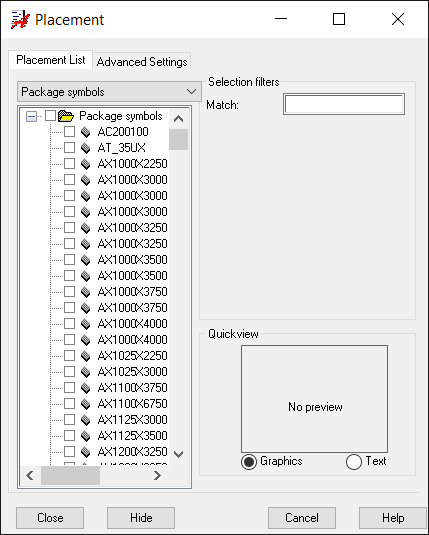 Placement
Placement List
Advanced Settings
Package symbols
Package symbols
AC200100
AT_35UX
AX1000X2250
AX1000X3000
AX1000X3000
AX1000X3000
AX1000X3250
AX1000X3250
AX1000X3500
AX1000X3500
AX1000X3750
AX1000X3750
AX1000X4000
AX1000X4000
AX1025X2250
AX1025X3000
AX1100X3750
AX1100X6750
AX1125X3000
AX1125X3500
AX1200X3250
Selection filters
Match:
Quickview
No preview
Graphics
Text
Close
Hide
Cancel
Help